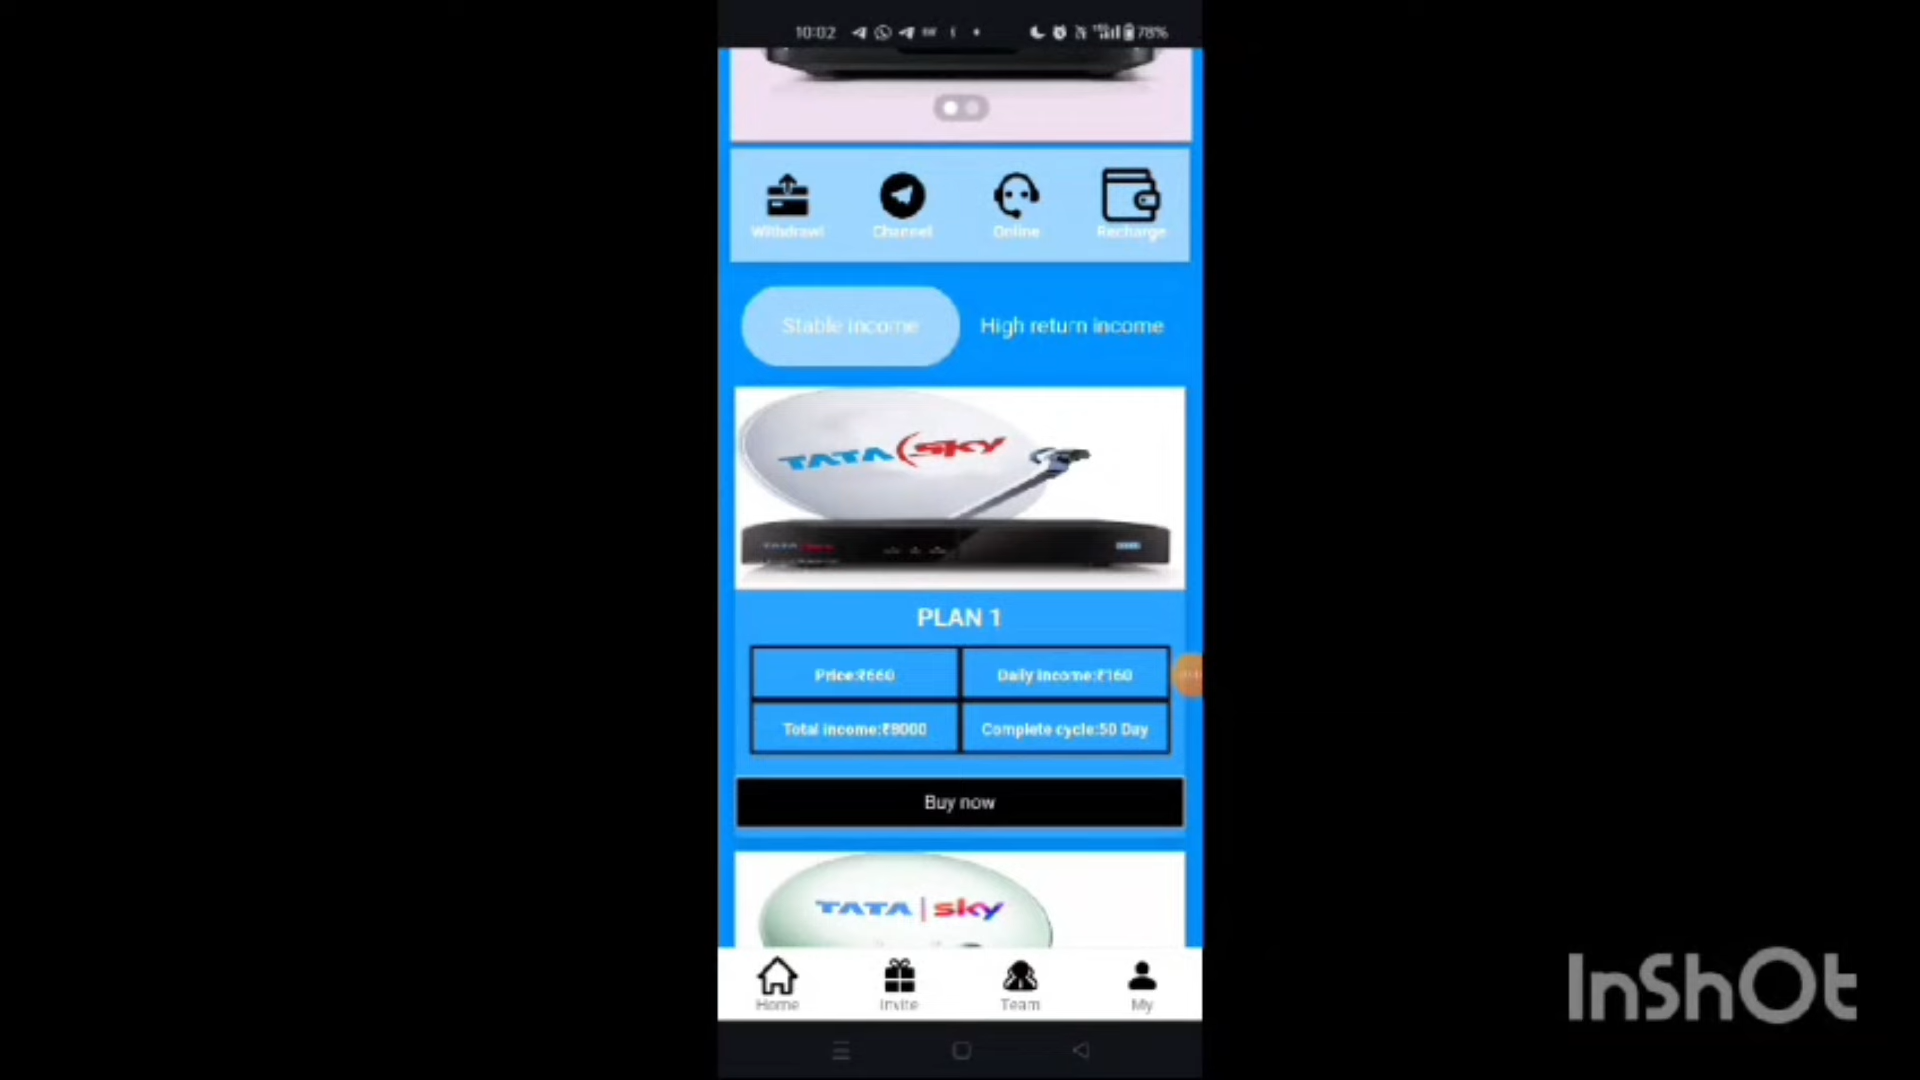 10:02
78%
Withdrawl
Channel
Online
Recharge
Stable income
High return income
TATA sky
PLAN 1
Price:₹660
Daily income:₹160
Total income:₹8000
Complete cycle:50 Day
Buy now
TATA sky
Home
Invite
Team
My
InShOt